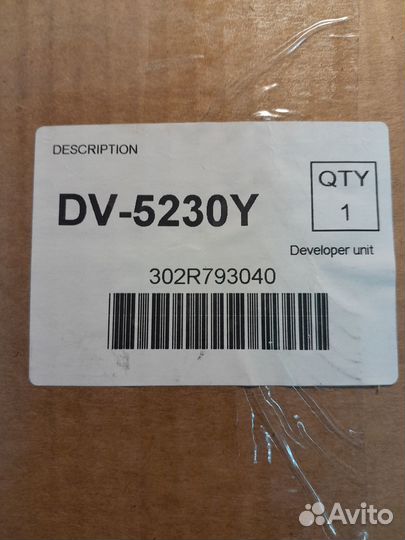 DESCRIPTION
DV-5230Y
QTY
1
Developer unit
302R793040
Avito